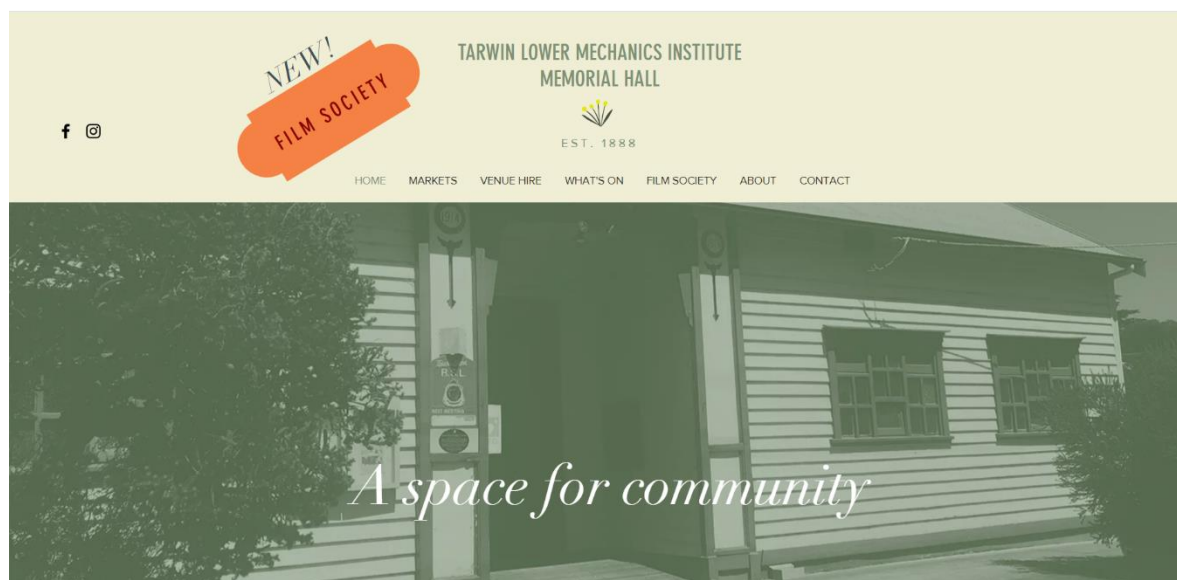 NEW!
FILM SOCIETY
TARWIN LOWER MECHANICS INSTITUTE
MEMORIAL HALL
EST. 1888
HOME MARKETS VENUE HIRE WHAT'S ON FILM SOCIETY ABOUT CONTACT
R.S.L.
A space for community